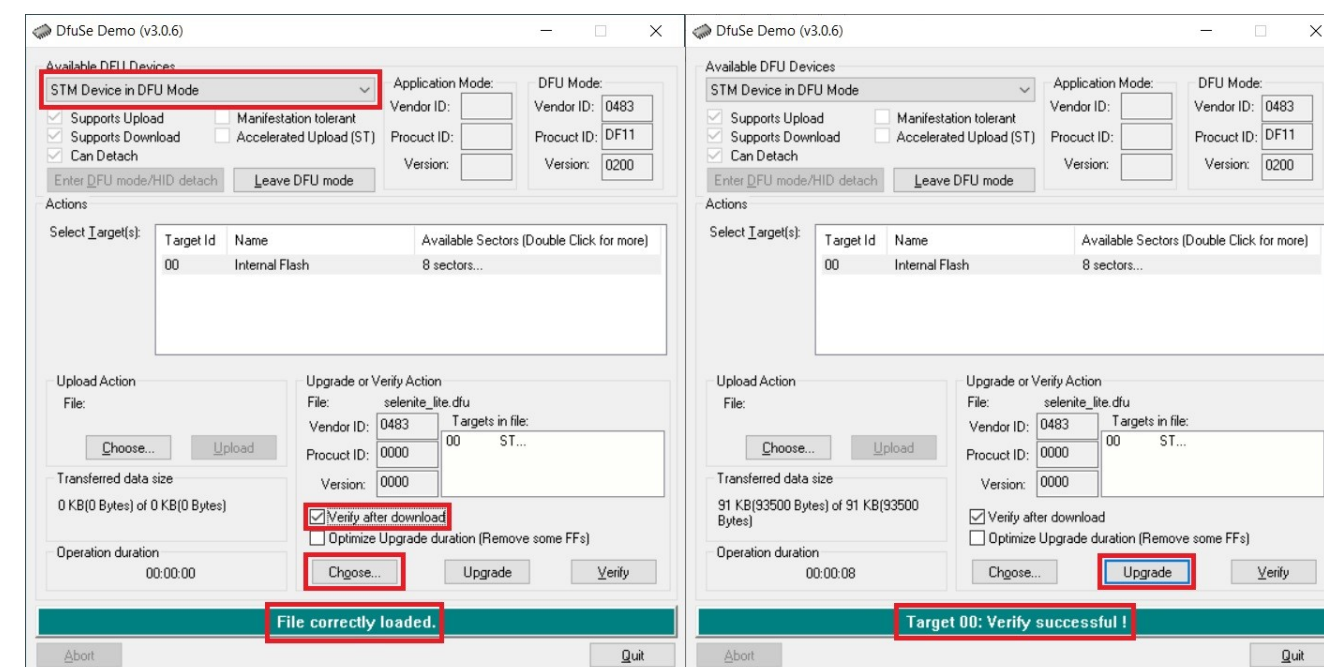 DfuSe Demo (v3.0.6)
Available DFU Devices
STM Device in DFU Mode
Supports Upload
Manifestation tolerant
Supports Download
Accelerated Upload (ST)
Can Detach
Enter DFU mode/HID detach
Leave DFU mode
Application Mode:
Vendor ID:
Procuct ID:
Version:
DFU Mode:
Vendor ID: 0483
Procuct ID: DF11
Version: 0200
Actions
Select Target(s):
Target Id Name Available Sectors (Double Click for more)
00 Internal Flash 8 sectors...
Upload Action
File:
Choose... Upload
Transferred data size
0 KB(0 Bytes) of 0 KB(0 Bytes)
Operation duration
00:00:00
Upgrade or Verify Action
File: selenite_lite.dfu
Vendor ID: 0483
Procuct ID: 0000
Version: 0000
Targets in file:
00 ST...
Verify after download
Optimize Upgrade duration (Remove some FFs)
Choose... Upgrade Verify
File correctly loaded.
Abort Quit
DfuSe Demo (v3.0.6)
Available DFU Devices
STM Device in DFU Mode
Supports Upload
Manifestation tolerant
Supports Download
Accelerated Upload (ST)
Can Detach
Enter DFU mode/HID detach
Leave DFU mode
Application Mode:
Vendor ID:
Procuct ID:
Version:
DFU Mode:
Vendor ID: 0483
Procuct ID: DF11
Version: 0200
Actions
Select Target(s):
Target Id Name Available Sectors (Double Click for more)
00 Internal Flash 8 sectors...
Upload Action
File:
Choose... Upload
Transferred data size
91 KB(93500 Bytes) of 91 KB(93500
Bytes)
Operation duration
00:00:08
Upgrade or Verify Action
File: selenite_lite.dfu
Vendor ID: 0483
Procuct ID: 0000
Version: 0000
Targets in file:
00 ST...
Verify after download
Optimize Upgrade duration (Remove some FFs)
Choose... Upgrade Verify
Target 00: Verify successful !
Abort Quit